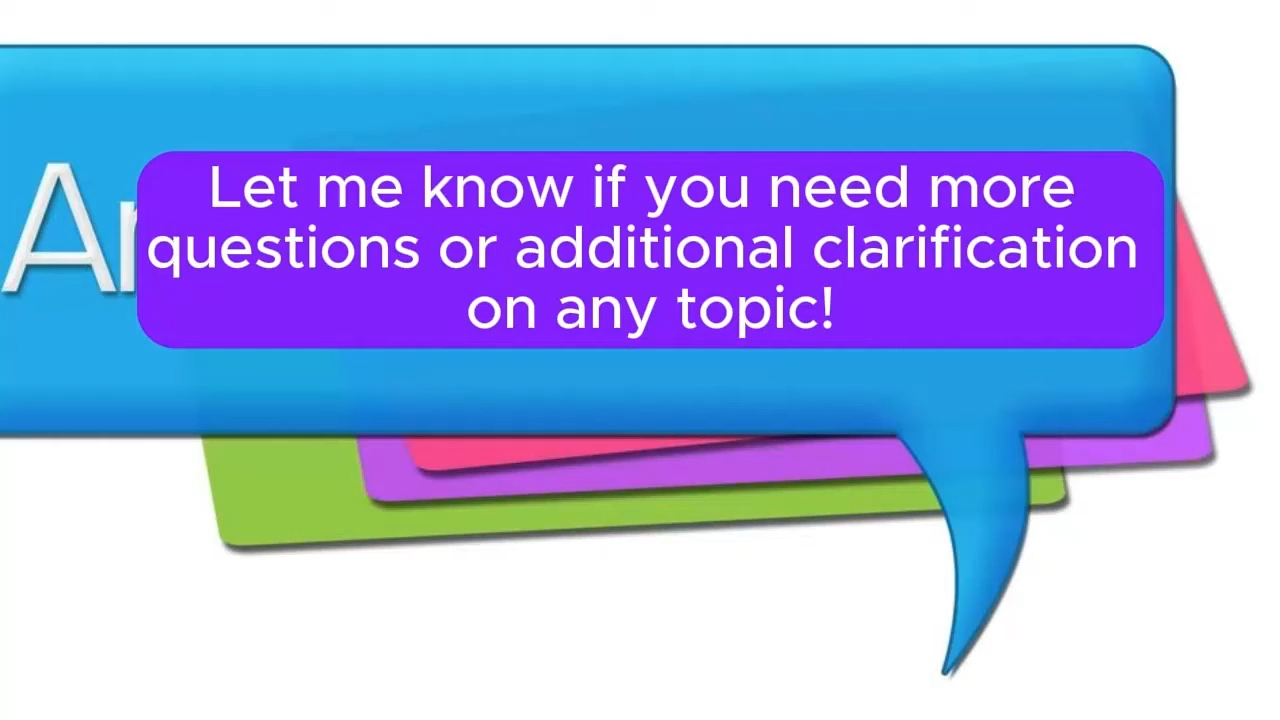 Let me know if you need more
questions or additional clarification
on any topic!